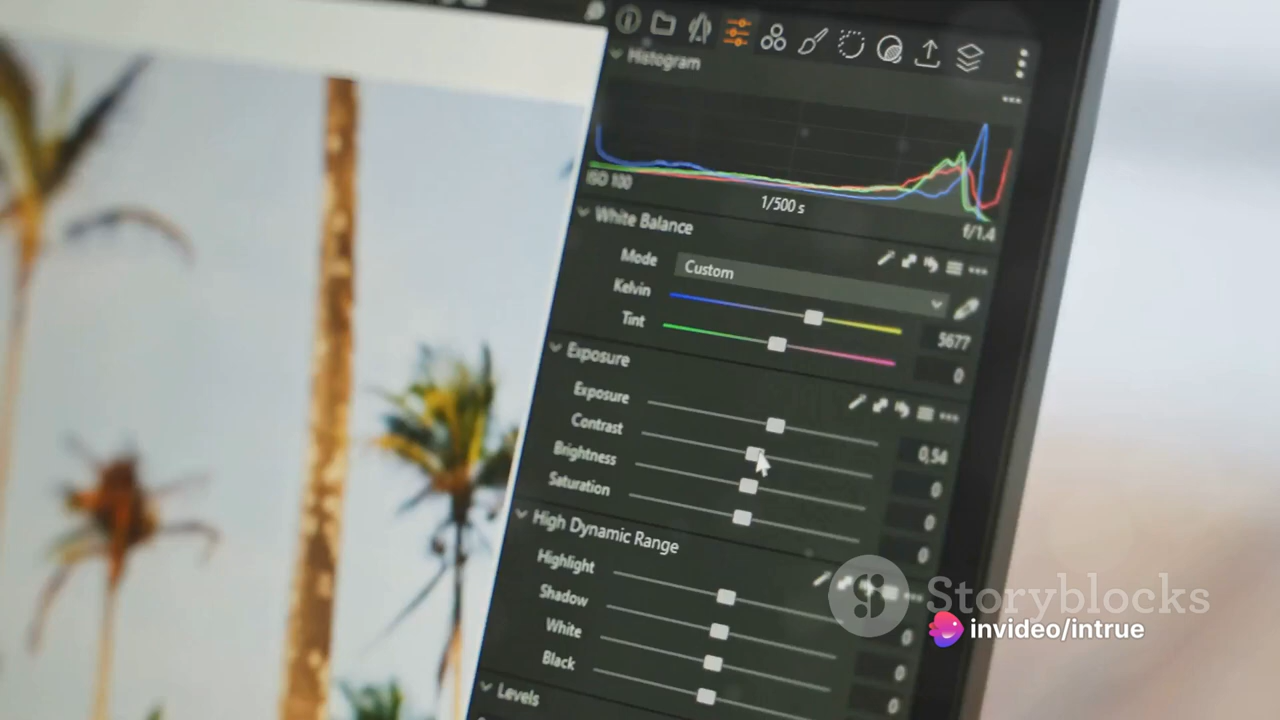 Histogram
ISO 100
1/500 s
f/1.4
White Balance
Mode
Custom
Kelvin
5677
Tint
0
Exposure
Exposure
0,54
Contrast
0
Brightness
0
Saturation
0
High Dynamic Range
Highlight
0
Shadow
0
White
0
Black
Levels
Storyblocks
invideo/intrue